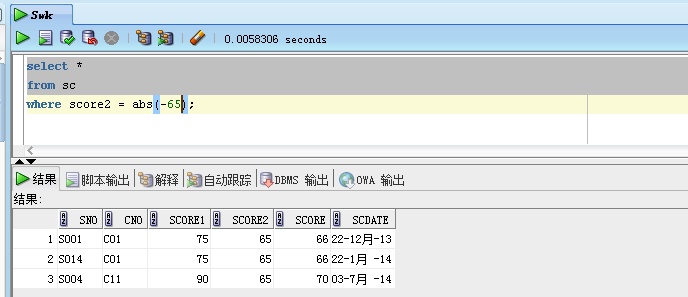 Swk
0.0058306 seconds
select *
from sc
where score2 = abs(-65);
结果 脚本输出 解释 自动跟踪 DBMS 输出 OWA 输出
结果:
SNO CNO SCORE1 SCORE2 SCORE SCDATE
1 S001 C01 75 65 66 22-12月-13
2 S014 C01 75 65 66 22-1月 -14
3 S004 C11 90 65 70 03-7月 -14